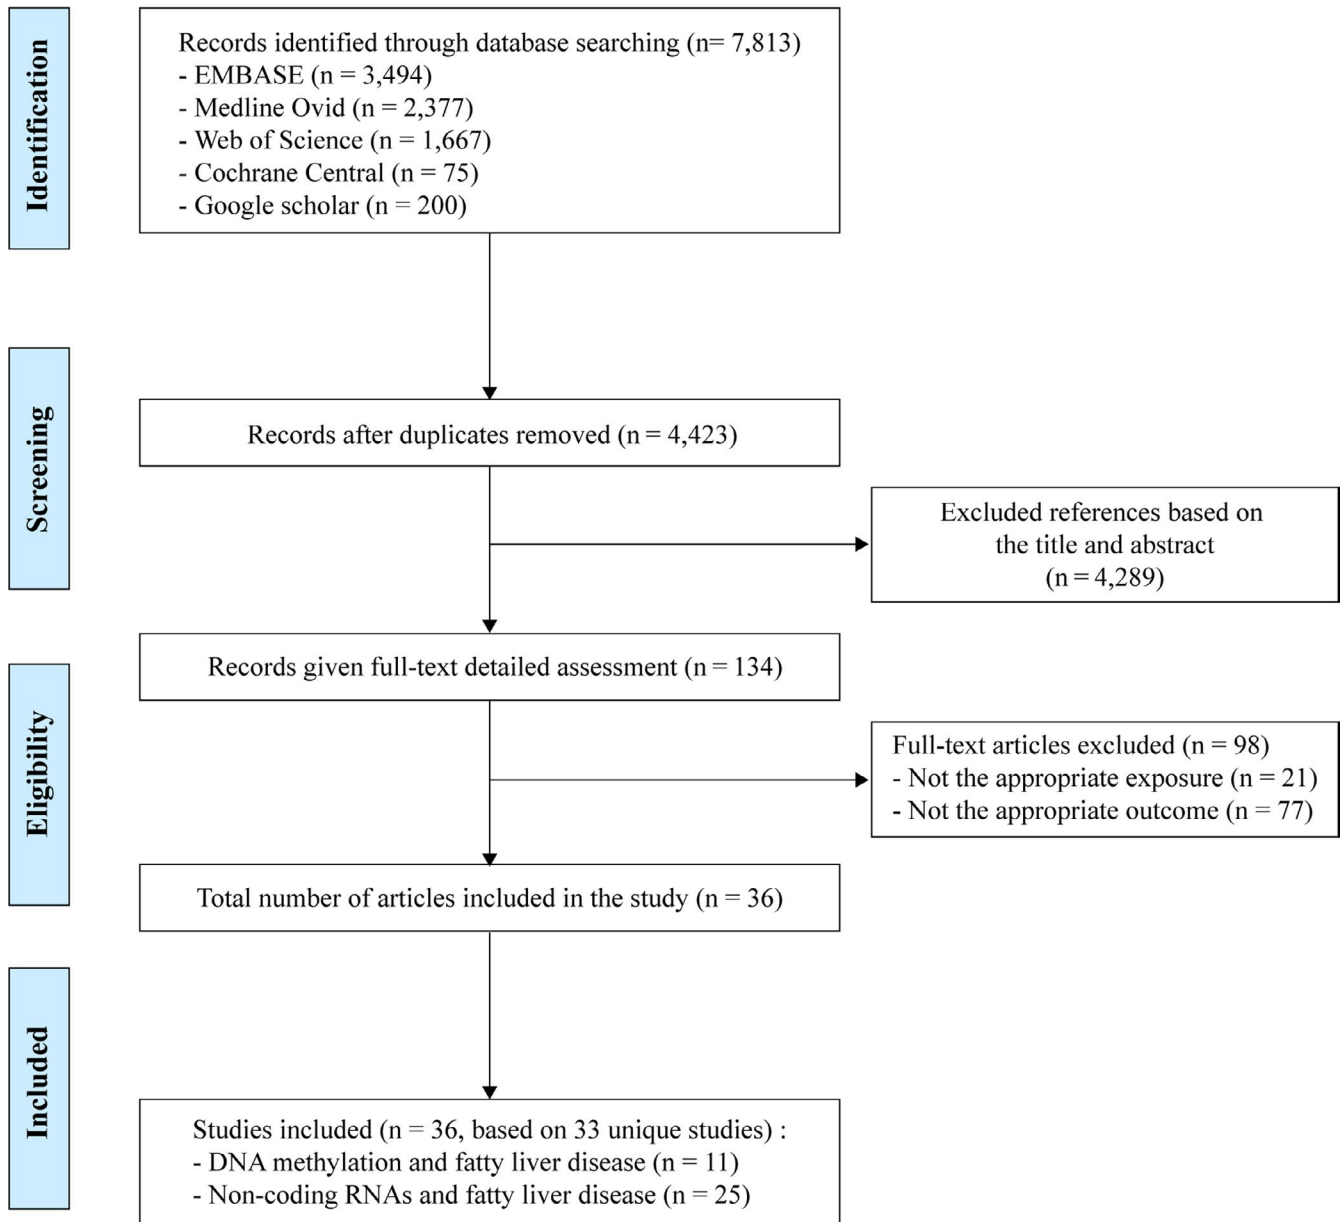 Identification
Records identified through database searching (n= 7,813)
- EMBASE (n = 3,494)
- Medline Ovid (n = 2,377)
- Web of Science (n = 1,667)
- Cochrane Central (n = 75)
- Google scholar (n = 200)
Screening
Records after duplicates removed (n = 4,423)
Excluded references based on
the title and abstract
(n = 4,289)
Eligibility
Records given full-text detailed assessment (n = 134)
Full-text articles excluded (n = 98)
- Not the appropriate exposure (n = 21)
- Not the appropriate outcome (n = 77)
Total number of articles included in the study (n = 36)
Included
Studies included (n = 36, based on 33 unique studies) :
- DNA methylation and fatty liver disease (n = 11)
- Non-coding RNAs and fatty liver disease (n = 25)